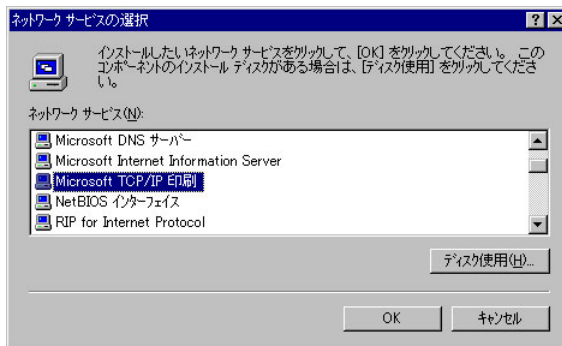 ネットワーク サービスの選択
インストールしたいネットワーク サービスをクリックして、[OK] をクリックしてください。 この
コンポーネントのインストール ディスクがある場合は、[ディスク使用] をクリックしてくださ
い。
ネットワーク サービス(N):
Microsoft DNS サーバー
Microsoft Internet Information Server
Microsoft TCP/IP 印刷
NetBIOS インターフェイス
RIP for Internet Protocol
ディスク使用(H)...
OK
キャンセル